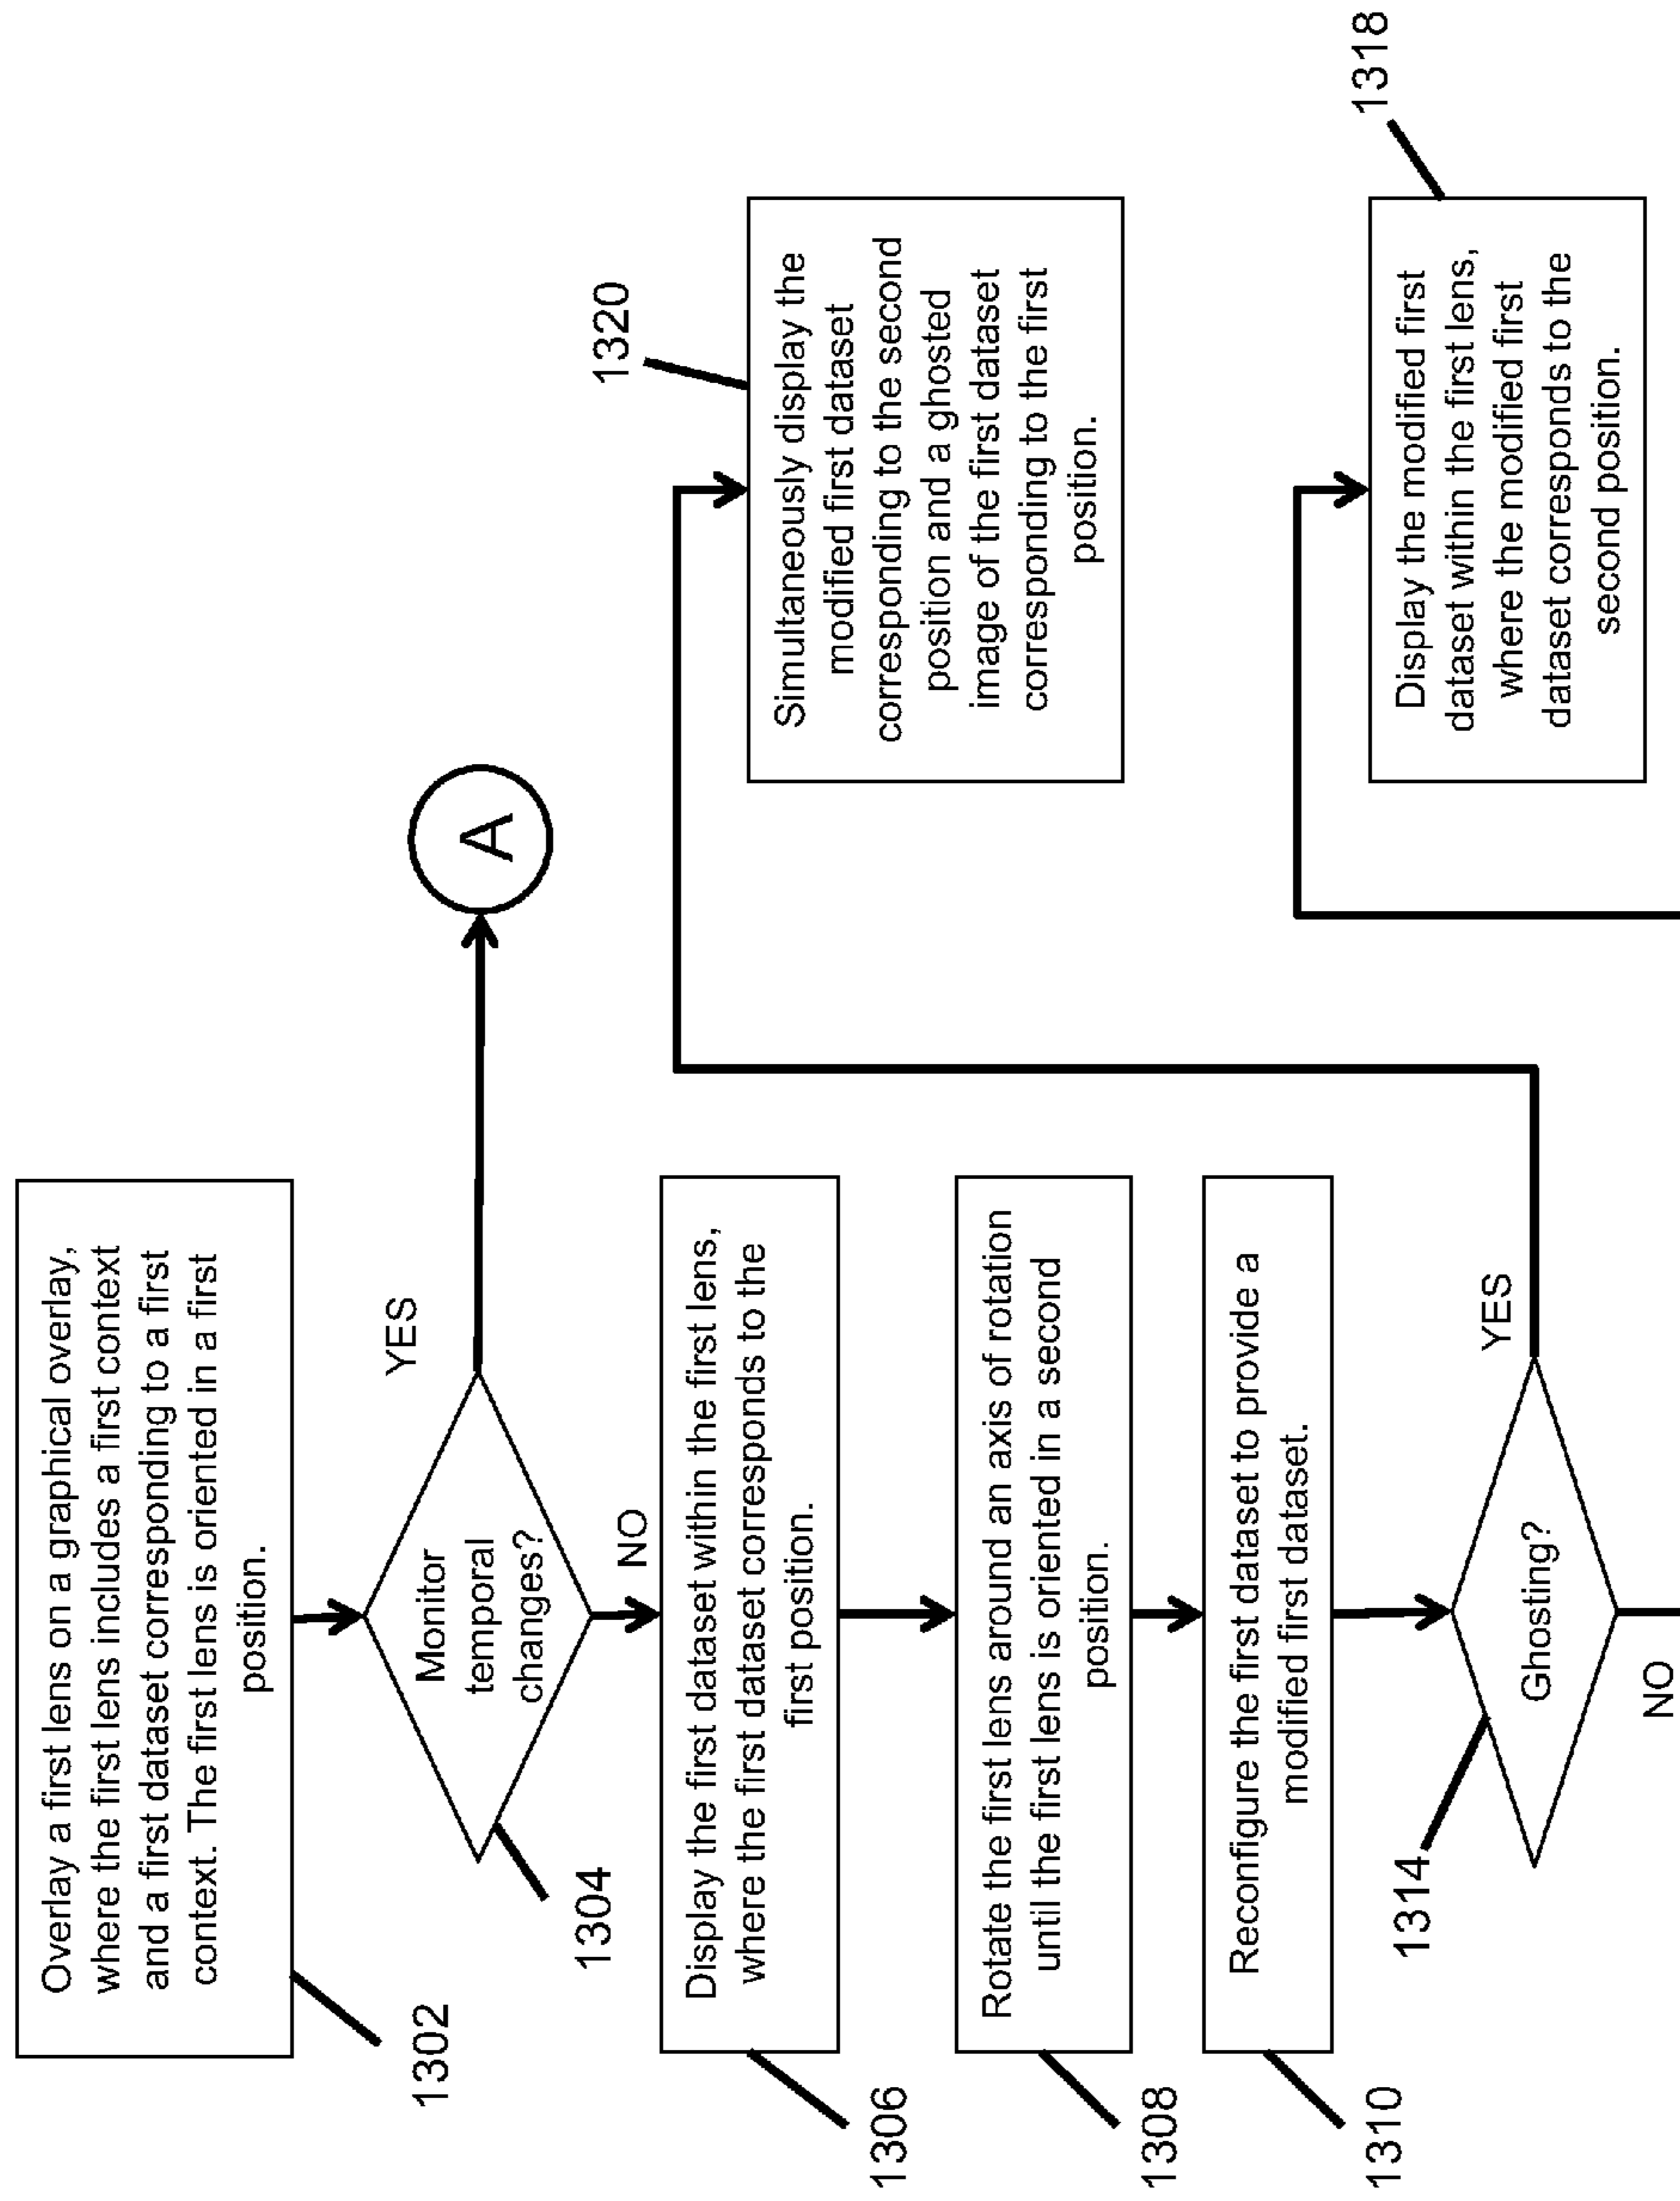 Overlay a first lens on a graphical overlay,
where the first lens includes a first context
and a first dataset corresponding to a first
context. The first lens is oriented in a first
position.
1302
Monitor
temporal
changes?
YES
A
NO
1304
Display the first dataset within the first lens,
where the first dataset corresponds to the
first position.
1306
Rotate the first lens around an axis of rotation
until the first lens is oriented in a second
position.
1308
Reconfigure the first dataset to provide a
modified first dataset.
1310
Ghosting?
YES
NO
1314
1320
Simultaneously display the
modified first dataset
corresponding to the second
position and a ghosted
image of the first dataset
corresponding to the first
position.
1318
Display the modified first
dataset within the first lens,
where the modified first
dataset corresponds to the
second position.